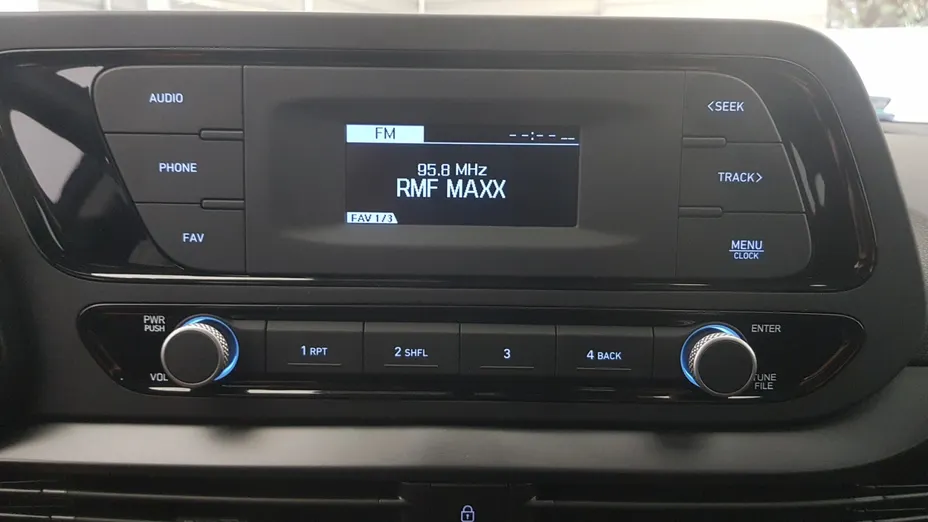 AUDIO
PHONE
FAV
FM --:-- __
95.8 MHz
RMF MAXX
FAV 1/3
<SEEK
TRACK>
MENU
CLOCK
PWR
PUSH
VOL
1 RPT
2 SHFL
3
4 BACK
ENTER
TUNE
FILE